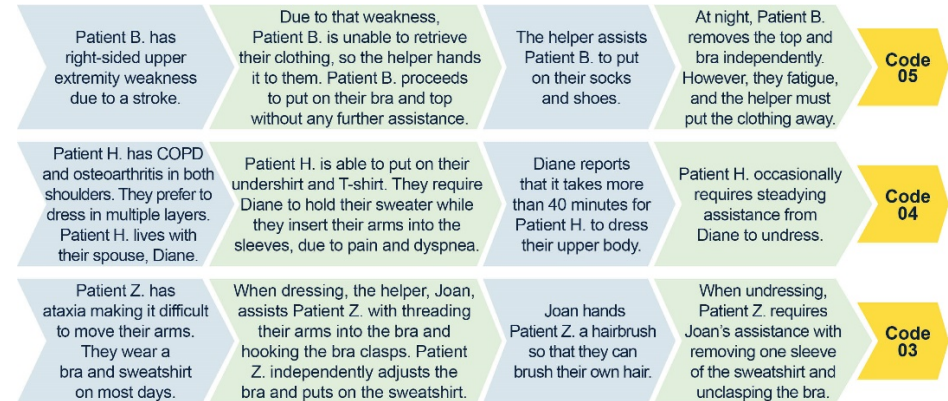 Patient B. has
right-sided upper
extremity weakness
due to a stroke.
Due to that weakness,
Patient B. is unable to retrieve
their clothing, so the helper hands
it to them. Patient B. proceeds
to put on their bra and top
without any further assistance.
The helper assists
Patient B. to put
on their socks
and shoes.
At night, Patient B.
removes the top and
bra independently.
However, they fatigue,
and the helper must
put the clothing away.
Code
05
Patient H. has COPD
and osteoarthritis in both
shoulders. They prefer to
dress in multiple layers.
Patient H. lives with
their spouse, Diane.
Patient H. is able to put on their
undershirt and T-shirt. They require
Diane to hold their sweater while
they insert their arms into the
sleeves, due to pain and dyspnea.
Diane reports
that it takes more
than 40 minutes for
Patient H. to dress
their upper body.
Patient H. occasionally
requires steadying
assistance from
Diane to undress.
Code
04
Patient Z. has
ataxia making it difficult
to move their arms.
They wear a
bra and sweatshirt
on most days.
When dressing, the helper, Joan,
assists Patient Z. with threading
their arms into the bra and
hooking the bra clasps. Patient
Z. independently adjusts the
bra and puts on the sweatshirt.
Joan hands
Patient Z. a hairbrush
so that they can
brush their own hair.
When undressing,
Patient Z. requires
Joan’s assistance with
removing one sleeve
of the sweatshirt and
unclasping the bra.
Code
03